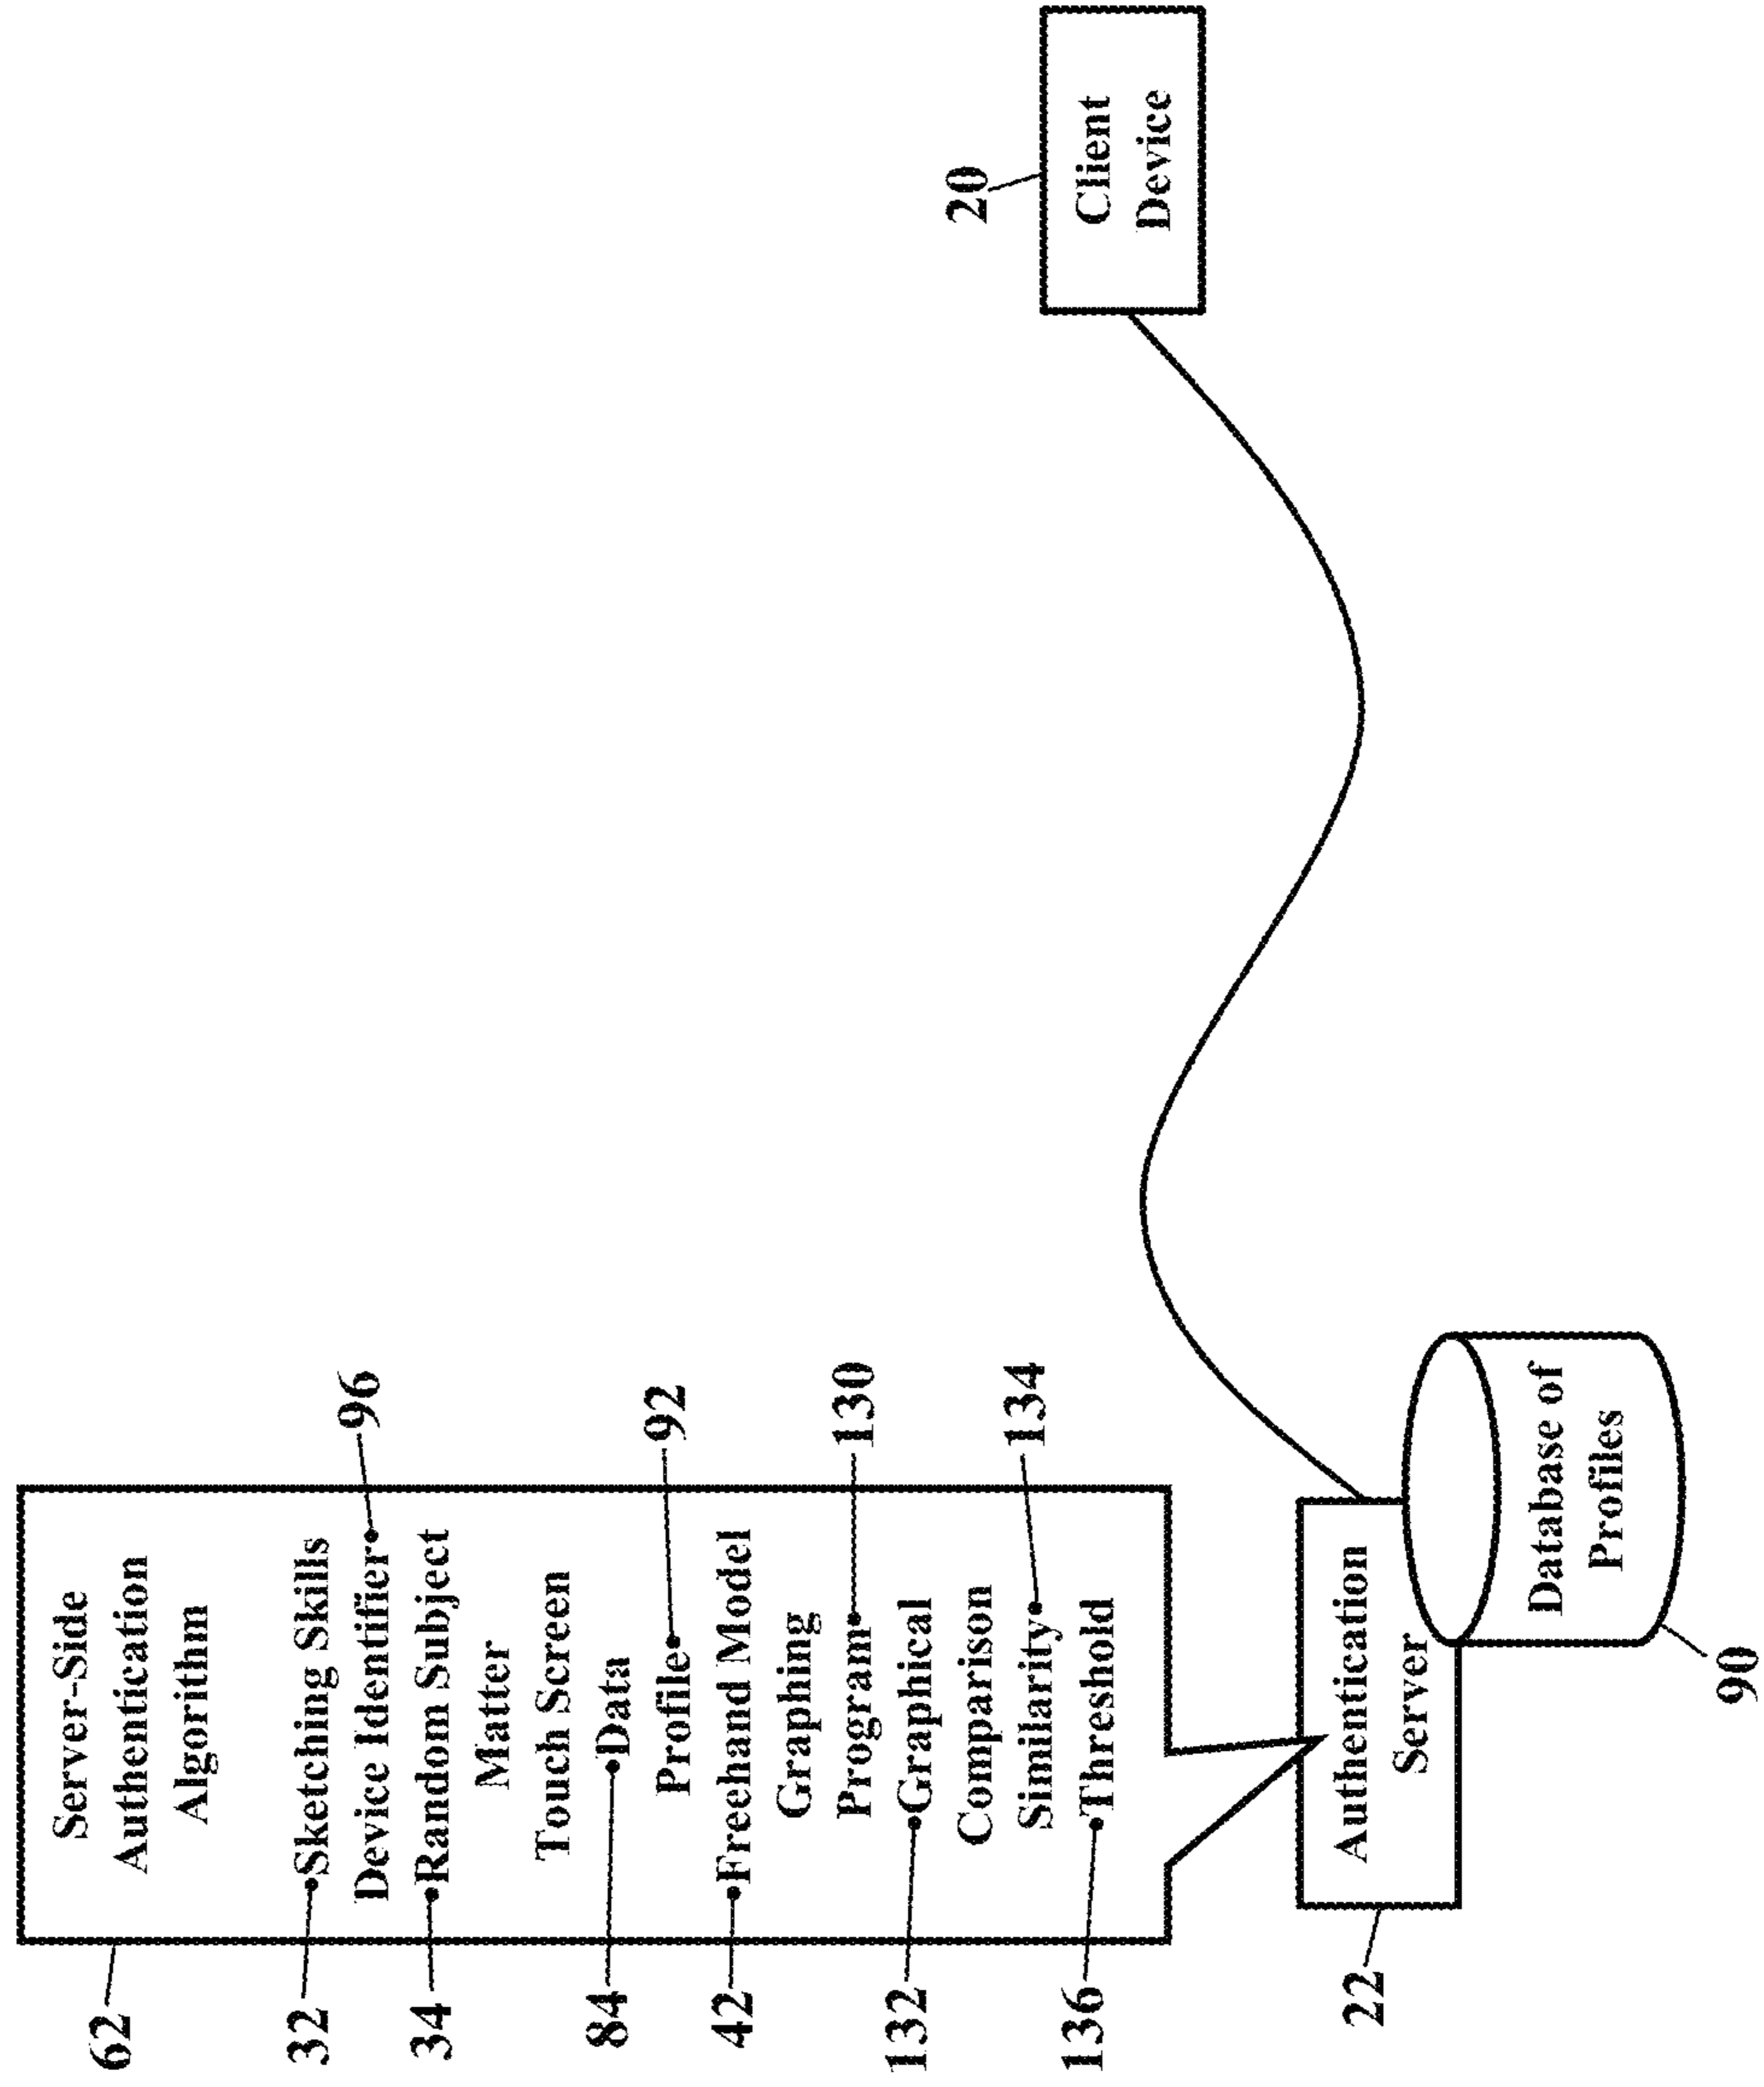 Server-Side
Authentication
Algorithm
Sketching Skills
Device Identifier
Random Subject
Matter
Touch Screen
Data
Profile
Freehand Model
Graphing
Program
Graphical
Comparison
Similarity
Threshold
62
32
34
84
42
132
136
96
92
130
134
Authentication
Server
22
Database of
Profiles
90
20
Client
Device